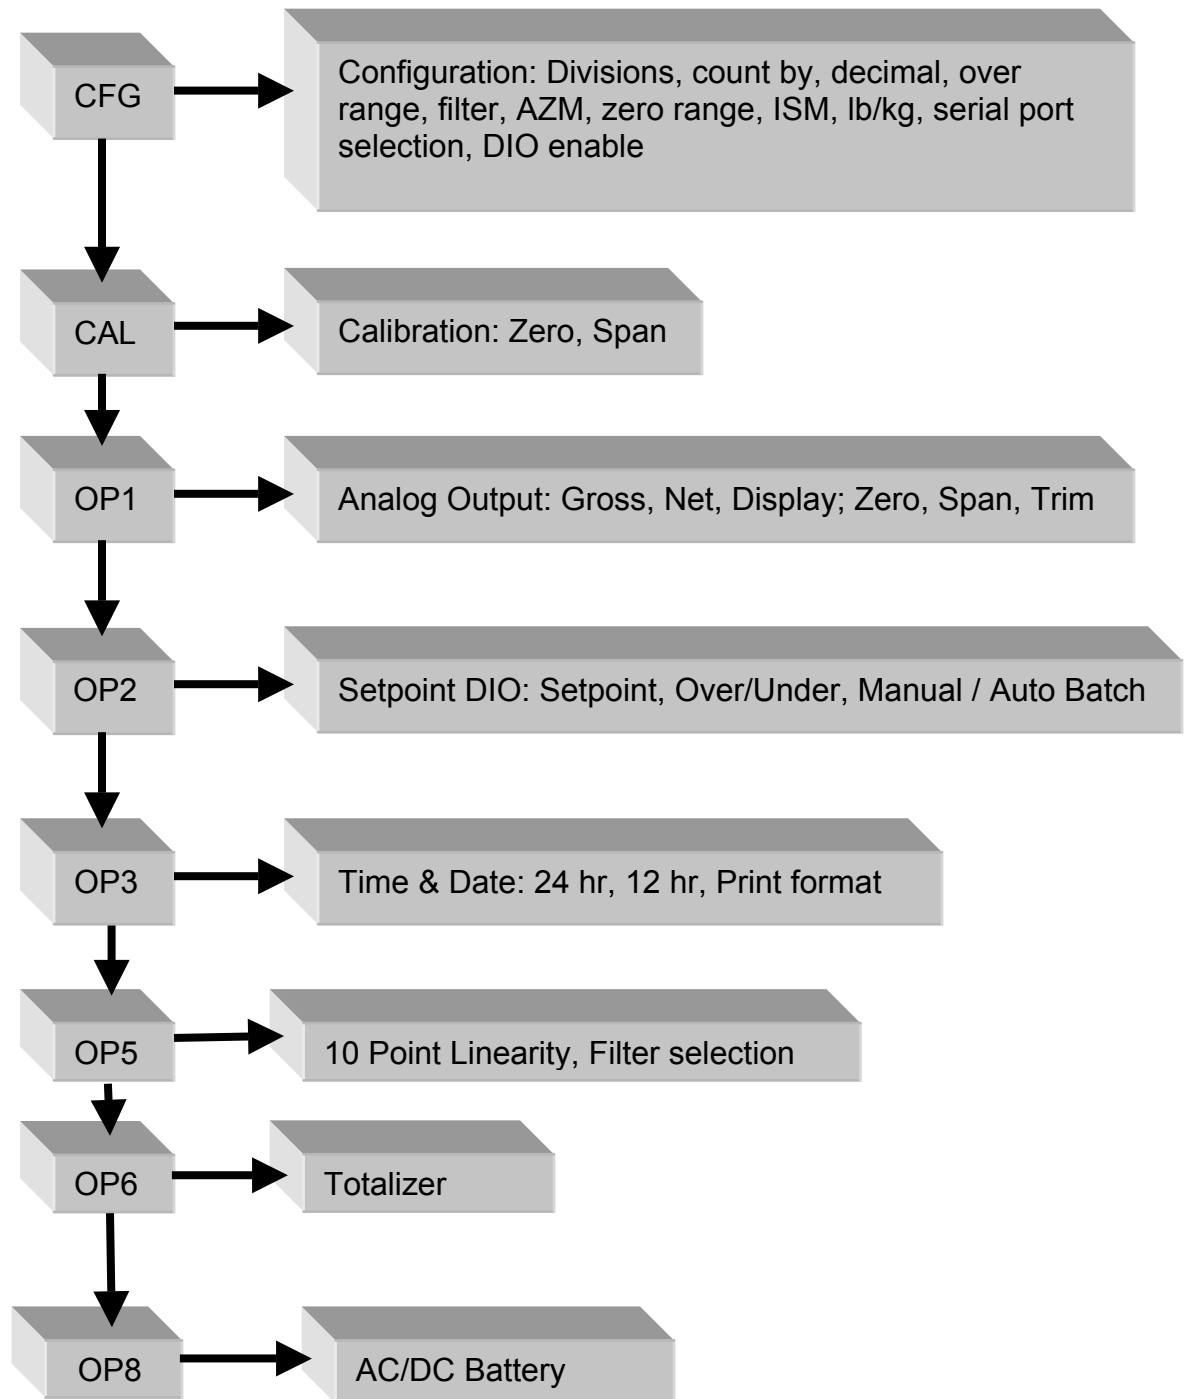 CFG
Configuration: Divisions, count by, decimal, over
range, filter, AZM, zero range, ISM, lb/kg, serial port
selection, DIO enable
CAL
Calibration: Zero, Span
OP1
Analog Output: Gross, Net, Display; Zero, Span, Trim
OP2
Setpoint DIO: Setpoint, Over/Under, Manual / Auto Batch
OP3
Time & Date: 24 hr, 12 hr, Print format
OP5
10 Point Linearity, Filter selection
OP6
Totalizer
OP8
AC/DC Battery